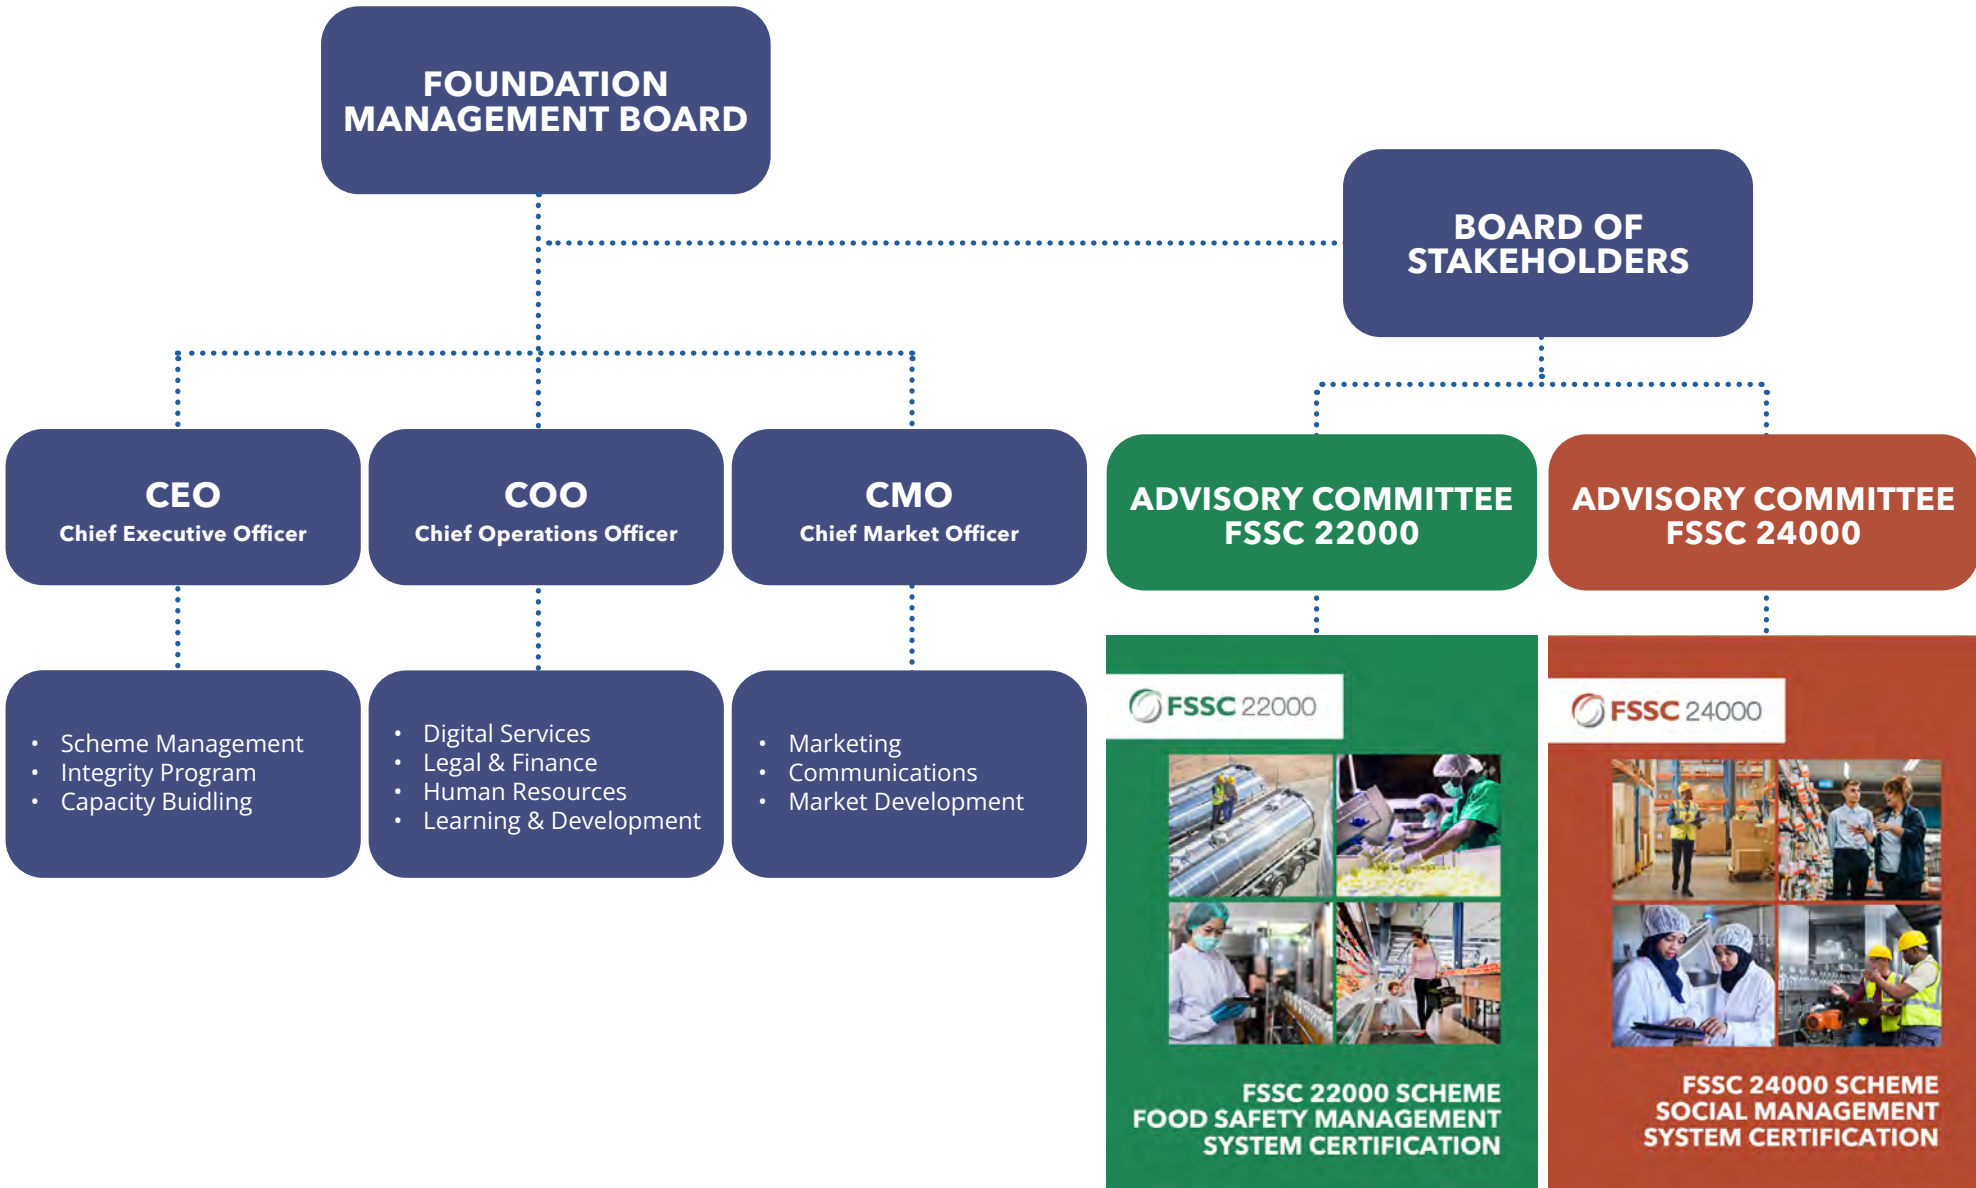 FOUNDATION
MANAGEMENT BOARD
BOARD OF
STAKEHOLDERS
CEO
Chief Executive Officer
COO
Chief Operations Officer
CMO
Chief Market Officer
ADVISORY COMMITTEE
FSSC 22000
ADVISORY COMMITTEE
FSSC 24000
• Scheme Management
• Integrity Program
• Capacity Buidling
• Digital Services
• Legal & Finance
• Human Resources
• Learning & Development
• Marketing
• Communications
• Market Development
FSSC 22000
FSSC 22000 SCHEME
FOOD SAFETY MANAGEMENT
SYSTEM CERTIFICATION
FSSC 24000
FSSC 24000 SCHEME
SOCIAL MANAGEMENT
SYSTEM CERTIFICATION